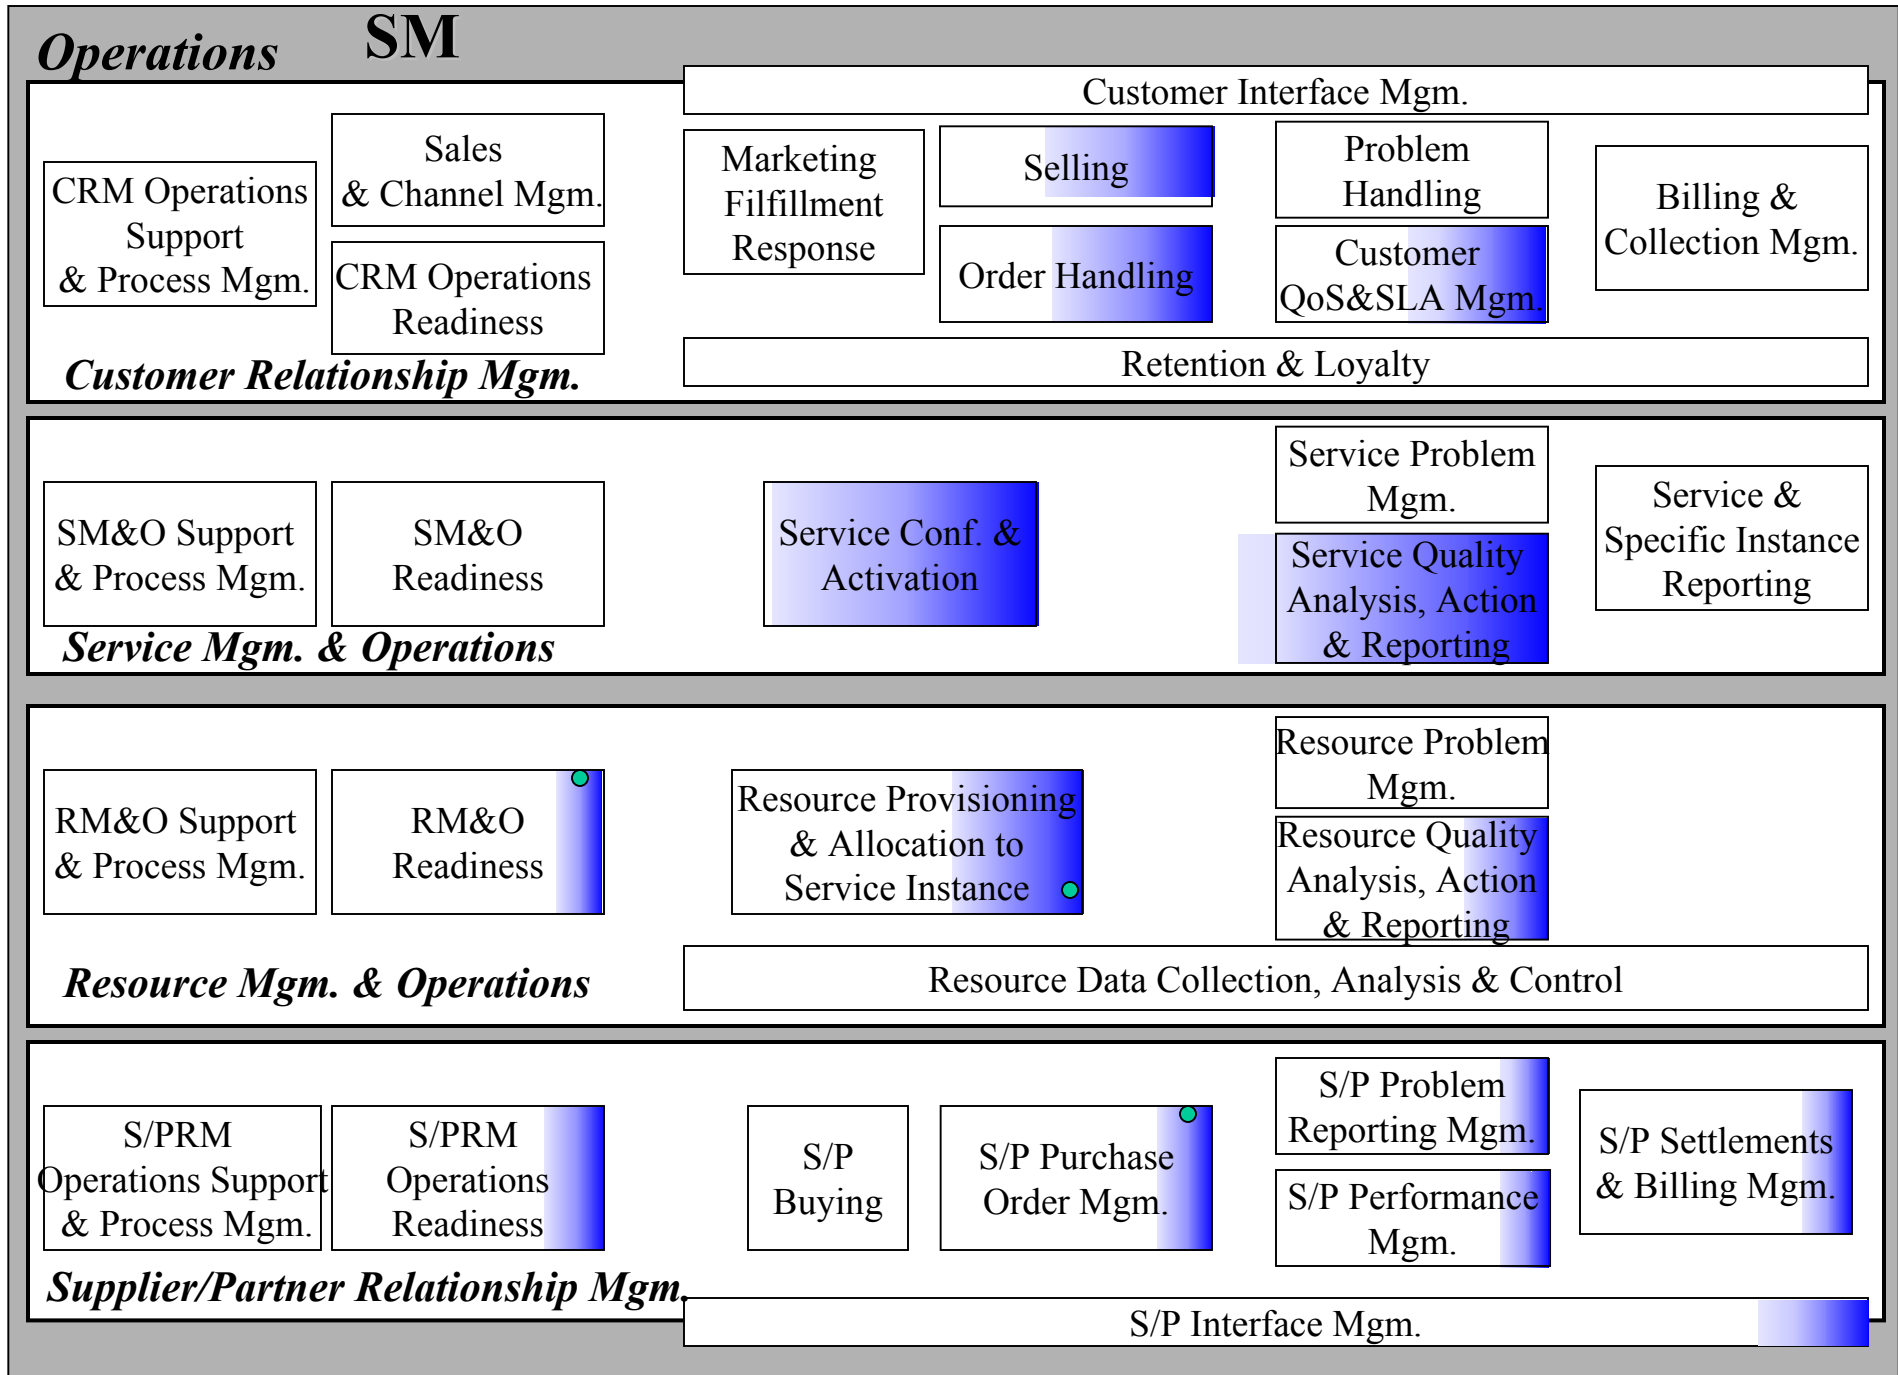 Operations
SM
Customer Interface Mgm.
CRM Operations
Support
& Process Mgm.
Sales
& Channel Mgm.
CRM Operations
Readiness
Marketing
Filfillment
Response
Selling
Order Handling
Problem
Handling
Customer
QoS&SLA Mgm.
Billing &
Collection Mgm.
Retention & Loyalty
Customer Relationship Mgm.
SM&O Support
& Process Mgm.
SM&O
Readiness
Service Conf. &
Activation
Service Problem
Mgm.
Service Quality
Analysis, Action
& Reporting
Service &
Specific Instance
Reporting
Service Mgm. & Operations
RM&O Support
& Process Mgm.
RM&O
Readiness
Resource Provisioning
& Allocation to
Service Instance
Resource Problem
Mgm.
Resource Quality
Analysis, Action
& Reporting
Resource Data Collection, Analysis & Control
Resource Mgm. & Operations
S/PRM
Operations Support
& Process Mgm.
S/PRM
Operations
Readiness
S/P
Buying
S/P Purchase
Order Mgm.
S/P Problem
Reporting Mgm.
S/P Performance
Mgm.
S/P Settlements
& Billing Mgm.
Supplier/Partner Relationship Mgm.
S/P Interface Mgm.